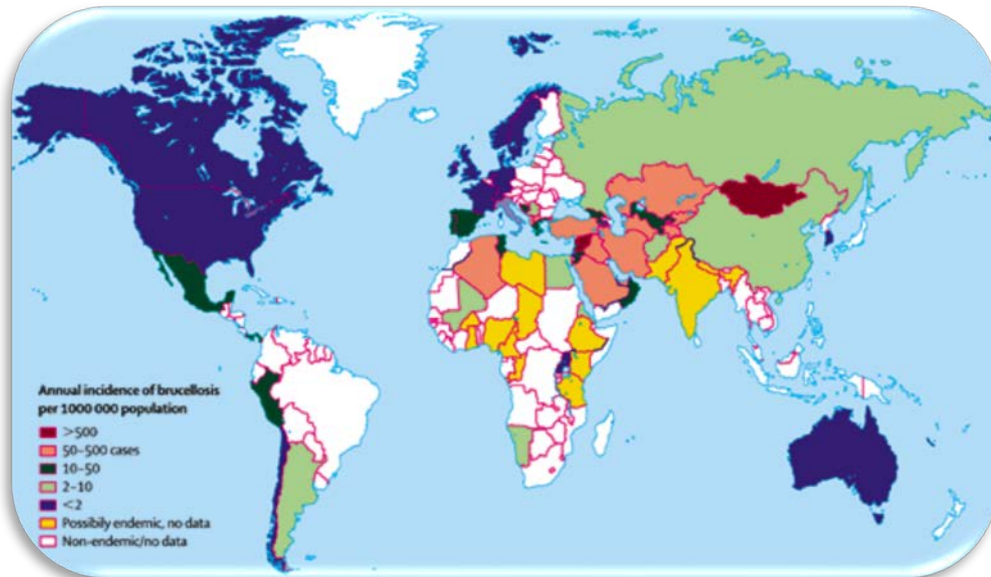 Annual incidence of brucellosis
per 1000 000 population
>500
50–500 cases
10–50
2–10
<2
Possibily endemic, no data
Non-endemic/no data